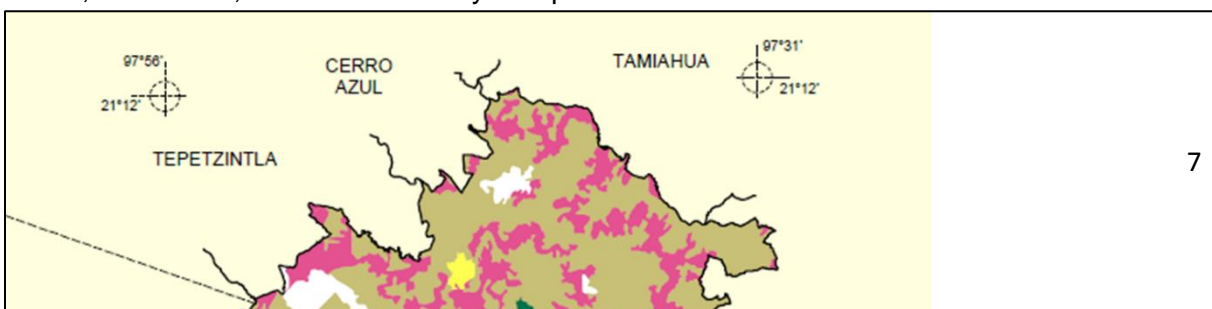 97°56'
21°12'
CERRO
AZUL
TAMIAHUA
97°31'
21°12'
TEPETZINTLA
7